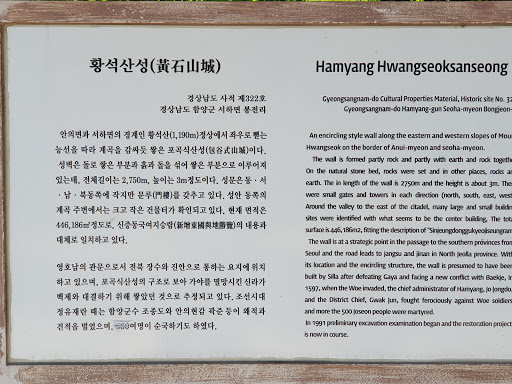 황석산성(黃石山城)
경상남도 사적 제322호
경상남도 함양군 서하면 봉전리
안의면과 서하면의 경계인 황석산(1,190m)정상에서 좌우로 뻗는
능선을 따라 계곡을 감싸듯 쌓은 포곡식산성(包谷式山城)이다.
성벽은 돌로 쌓은 부분과 흙과 돌을 섞어 쌓은 부분으로 이루어져
있는데, 전체길이는 2,750m, 높이는 3m정도이다. 성문은동·서
·남·북동쪽에 작지만 문루(門樓)를 갖추고 있다. 성안 동쪽의
계곡 주변에서는 크고 작은 건물터가 확인되고 있다. 현재 면적은
446,186㎡정도로, 신증동국여지승람(新增東國與地勝覽)의 내용과
대체로 일치하고 있다.
영호남의 관문으로서 전북 장수와 진안으로 통하는 요지에 위치
하고 있으며, 포곡식산성의 구조로 보아 가야를 멸망시킨 신라가
백제와 대결하기 위해 쌓았던 것으로 추정되고 있다. 조선시대
정유재란 때는 함양군수 조종도와 안의현감 곽준 등이 왜적과
격전을 벌였으며, 500여명이 순국하기도 하였다.
Hamyang Hwangseoksanseong
Gyeongsangnam-do Cultural Properties Material, Historic site No. 32
Gyeongsangnam-do Hamyang-gun Seoha-myeon Bongjeon-
An encircling style wall along the eastern and western slopes of Mou
Hwangseok on the border of Anui-myeon and seoha-myeon.
The wall is formed partly rock and partly with earth and rock togethe
On the natural stone bed, rocks were set and in other places, rocks a
earth. The in length of the wall is 2750m and the height is about 3m. The
were small gates and towers in each direction (north, south, east, west
Around the valley to the east of the citadel, many large and small buildin
sites were identified with what seems to be the center building, The tota
surface is 446,186m2, fitting the description of "Sinjeungdonggukyeojiseungram
The wall is at a strategic point in the passage to the southern princes from
Seoul and the road leads to jangsu and jinan in North Jeolla province. With
its location and the encircling structure, the wall is presumed to have been
built by Silla after defeating Gaya and facing a new conflict with Baekje, In
1597, when the Woe invaded, the chief administrator of Hamyang, Jo Jongdo,
and the District Chief, Gwak Jun, fought ferociously against Woe soldiers
and more the 500 Joseon people were martyred.
In 1991 preliminary excavation examination began and the restoration project
is now in course.